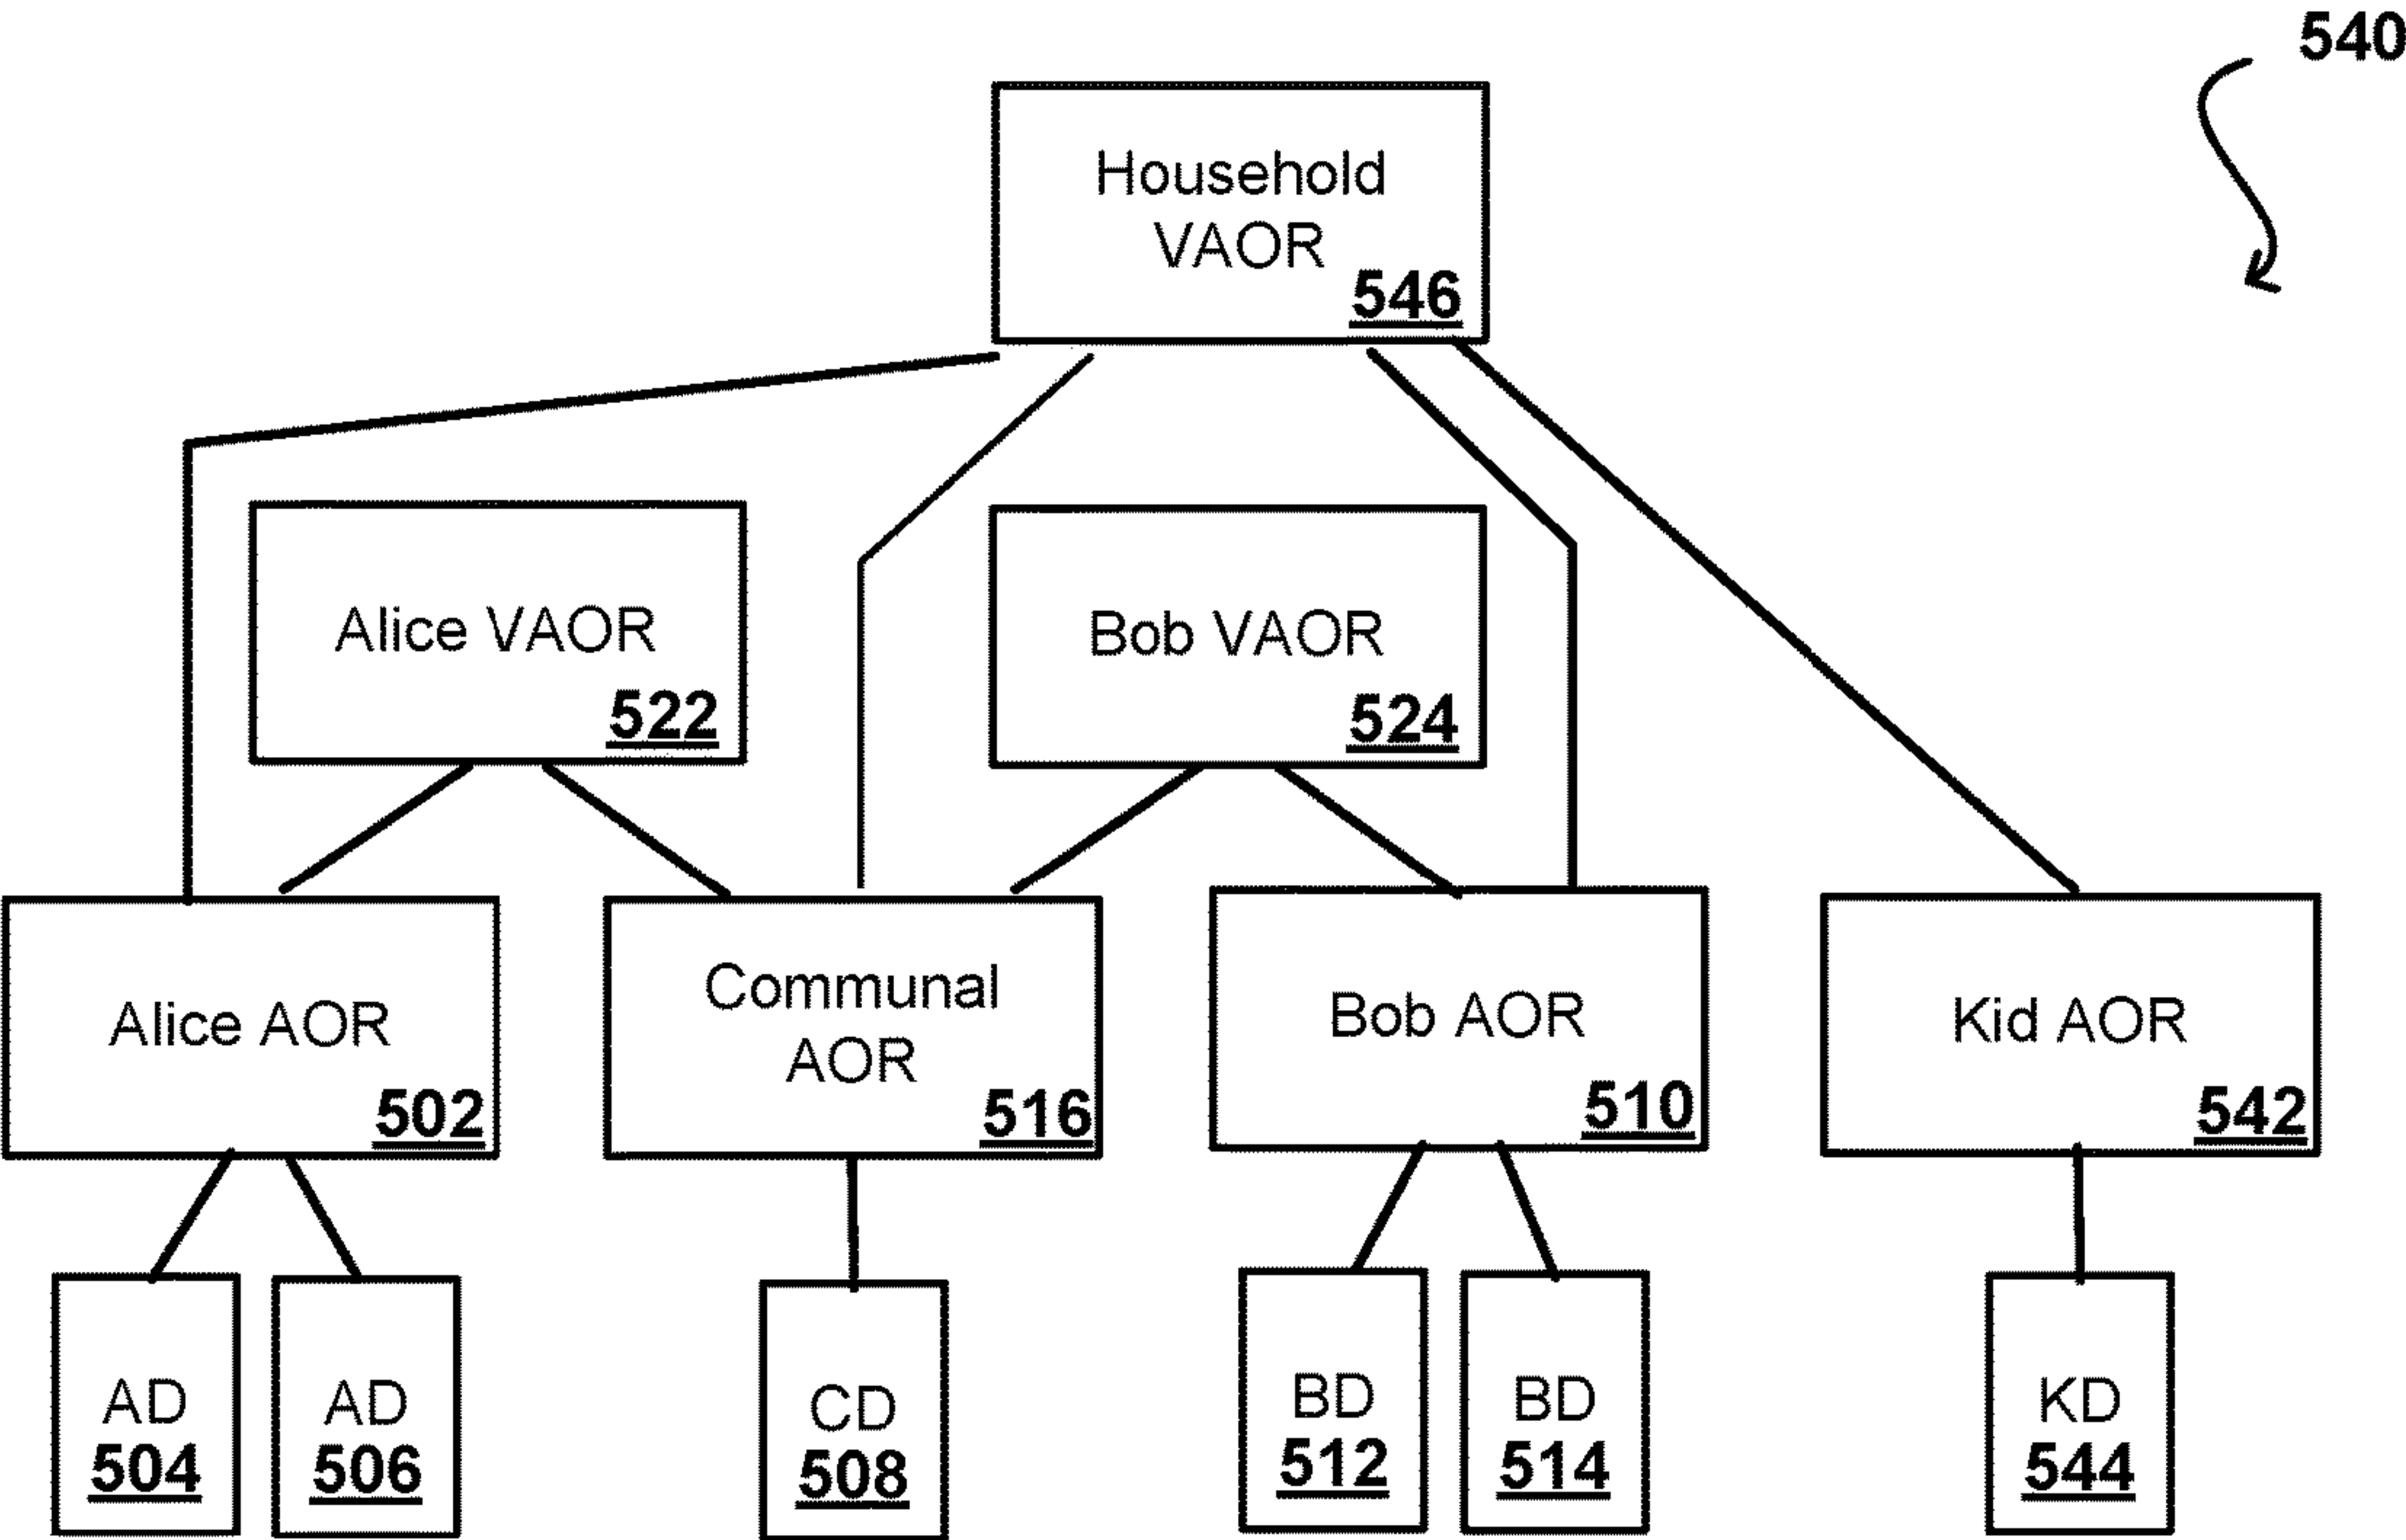 540
Household
VAOR
546
Alice VAOR
522
Bob VAOR
524
Alice AOR
502
Communal
AOR
516
Bob AOR
510
Kid AOR
542
AD
504
AD
506
CD
508
BD
512
BD
514
KD
544